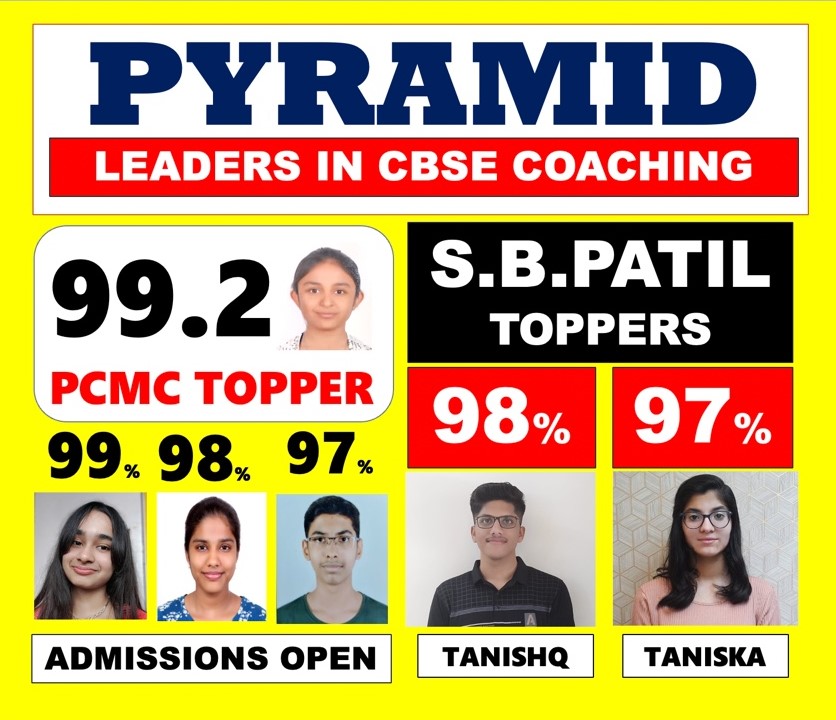 PYRAMID
LEADERS IN CBSE COACHING
99.2
PCMC TOPPER
99% 98% 97%
ADMISSIONS OPEN
S.B.PATIL
TOPPERS
98% 97%
TANISHQ TANISKA